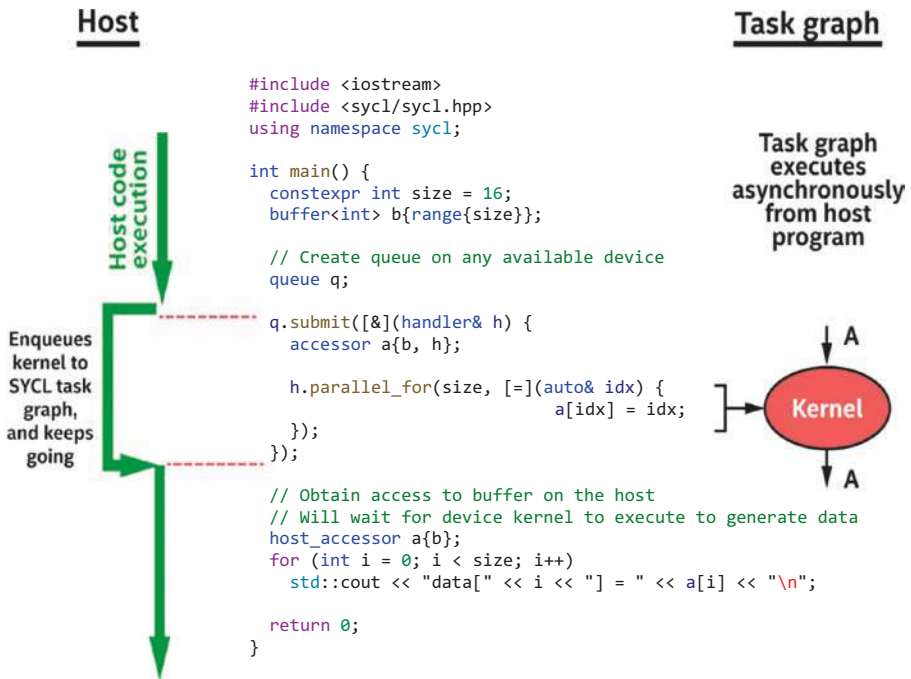 Host
Task graph
#include <iostream>
#include <sycl/sycl.hpp>
using namespace sycl;
int main() {
  constexpr int size = 16;
  buffer<int> b{range{size}};
  // Create queue on any available device
  queue q;
  q.submit([&](handler& h) {
    accessor a{b, h};
    h.parallel_for(size, [=](auto& idx) {
                          a[idx] = idx;
    });
  });
  // Obtain access to buffer on the host
  // Will wait for device kernel to execute to generate data
  host_accessor a{b};
  for (int i = 0; i < size; i++)
    std::cout << "data[" << i << "] = " << a[i] << "\n";
  return 0;
}
Host code
execution
Enqueues
kernel to
SYCL task
graph,
and keeps
going
Task graph
executes
asynchronously
from host
program
A
Kernel
A